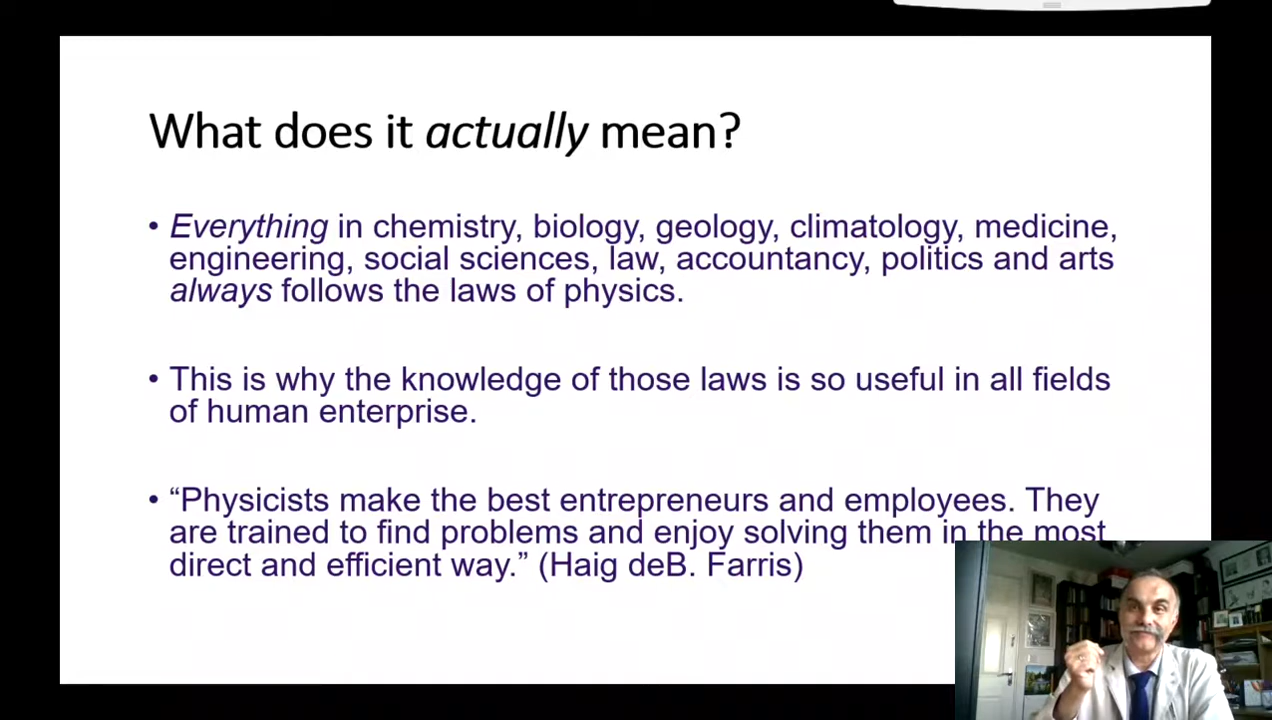 What does it actually mean?
• Everything in chemistry, biology, geology, climatology, medicine,
engineering, social sciences, law, accountancy, politics and arts
always follows the laws of physics.
• This is why the knowledge of those laws is so useful in all fields
of human enterprise.
• “Physicists make the best entrepreneurs and employees. They
are trained to find problems and enjoy solving them in the most
direct and efficient way.” (Haig deB. Farris)